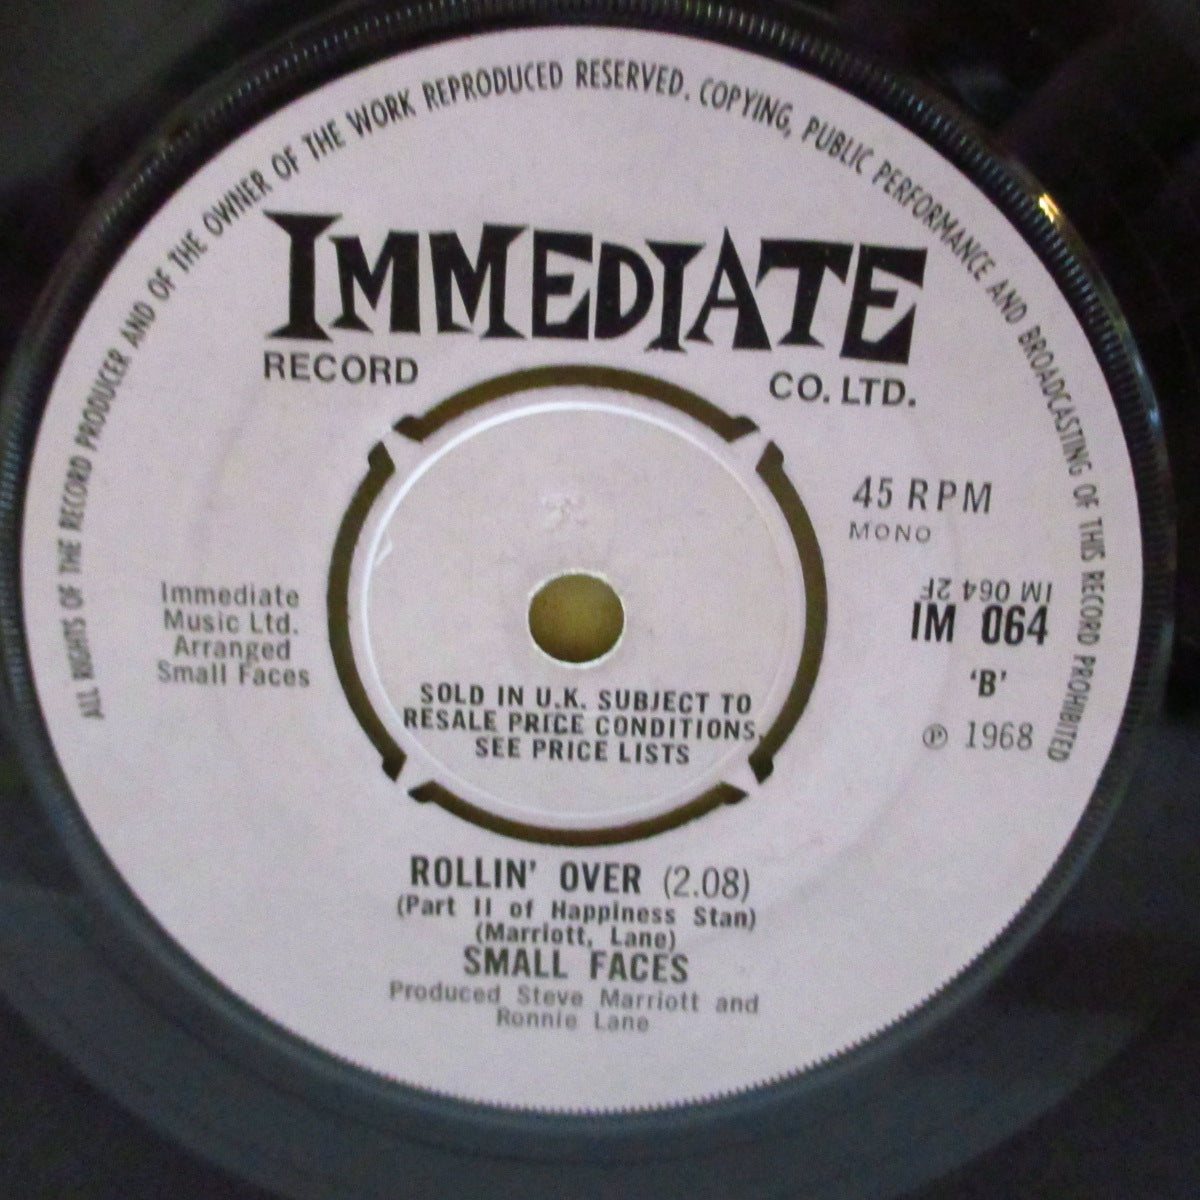 ALL RIGHTS OF THE RECORD PRODUCER AND OF THE OWNER OF THE WORK REPRODUCED RESERVED. COPYING, PUBLIC PERFORMANCE AND BROADCASTING OF THIS RECORD PROHIBITED
IMMEDIATE
RECORD CO. LTD.
45 RPM
MONO
IM 064 2F
IM 064
'B'
℗ 1968
Immediate
Music Ltd.
Arranged
Small Faces
SOLD IN U.K. SUBJECT TO
RESALE PRICE CONDITIONS,
SEE PRICE LISTS
ROLLIN' OVER (2.08)
(Part II of Happiness Stan)
(Marriott, Lane)
SMALL FACES
Produced Steve Marriott and
Ronnie Lane